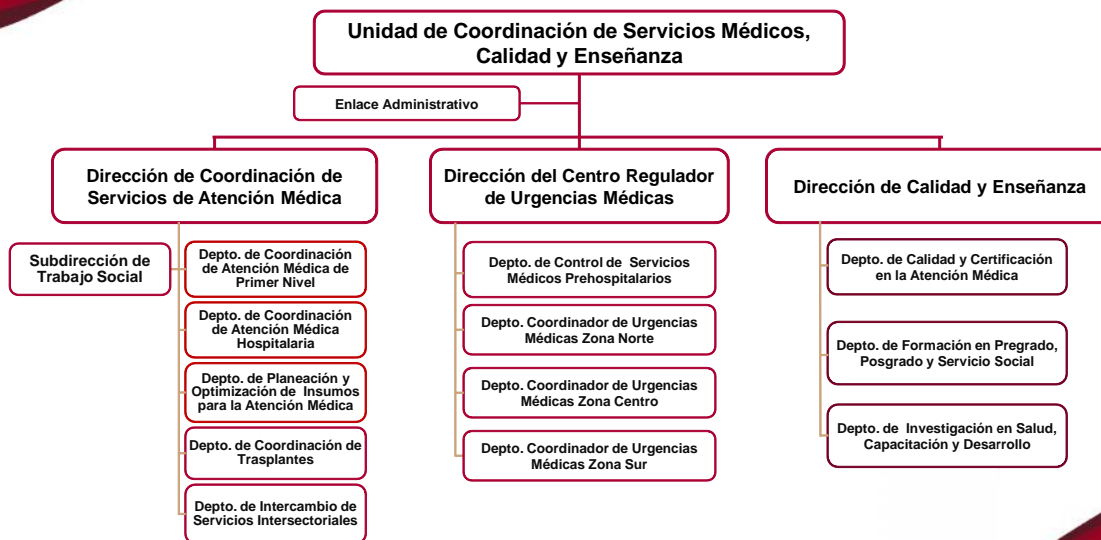 Unidad de Coordinación de Servicios Médicos,
Calidad y Enseñanza
Enlace Administrativo
Dirección de Coordinación de
Servicios de Atención Médica
Subdirección de
Trabajo Social
Depto. de Coordinación
de Atención Médica de
Primer Nivel
Depto. de Coordinación
de Atención Médica
Hospitalaria
Depto. de Planeación y
Optimización de Insumos
para la Atención Médica
Depto. de Coordinación de
Trasplantes
Depto. de Intercambio de
Servicios Intersectoriales
Dirección del Centro Regulador
de Urgencias Médicas
Depto. de Control de Servicios
Médicos Prehospitalarios
Depto. Coordinador de Urgencias
Médicas Zona Norte
Depto. Coordinador de Urgencias
Médicas Zona Centro
Depto. Coordinador de Urgencias
Médicas Zona Sur
Dirección de Calidad y Enseñanza
Depto. de Calidad y Certificación
en la Atención Médica
Depto. de Formación en Pregrado,
Posgrado y Servicio Social
Depto. de Investigación en Salud,
Capacitación y Desarrollo